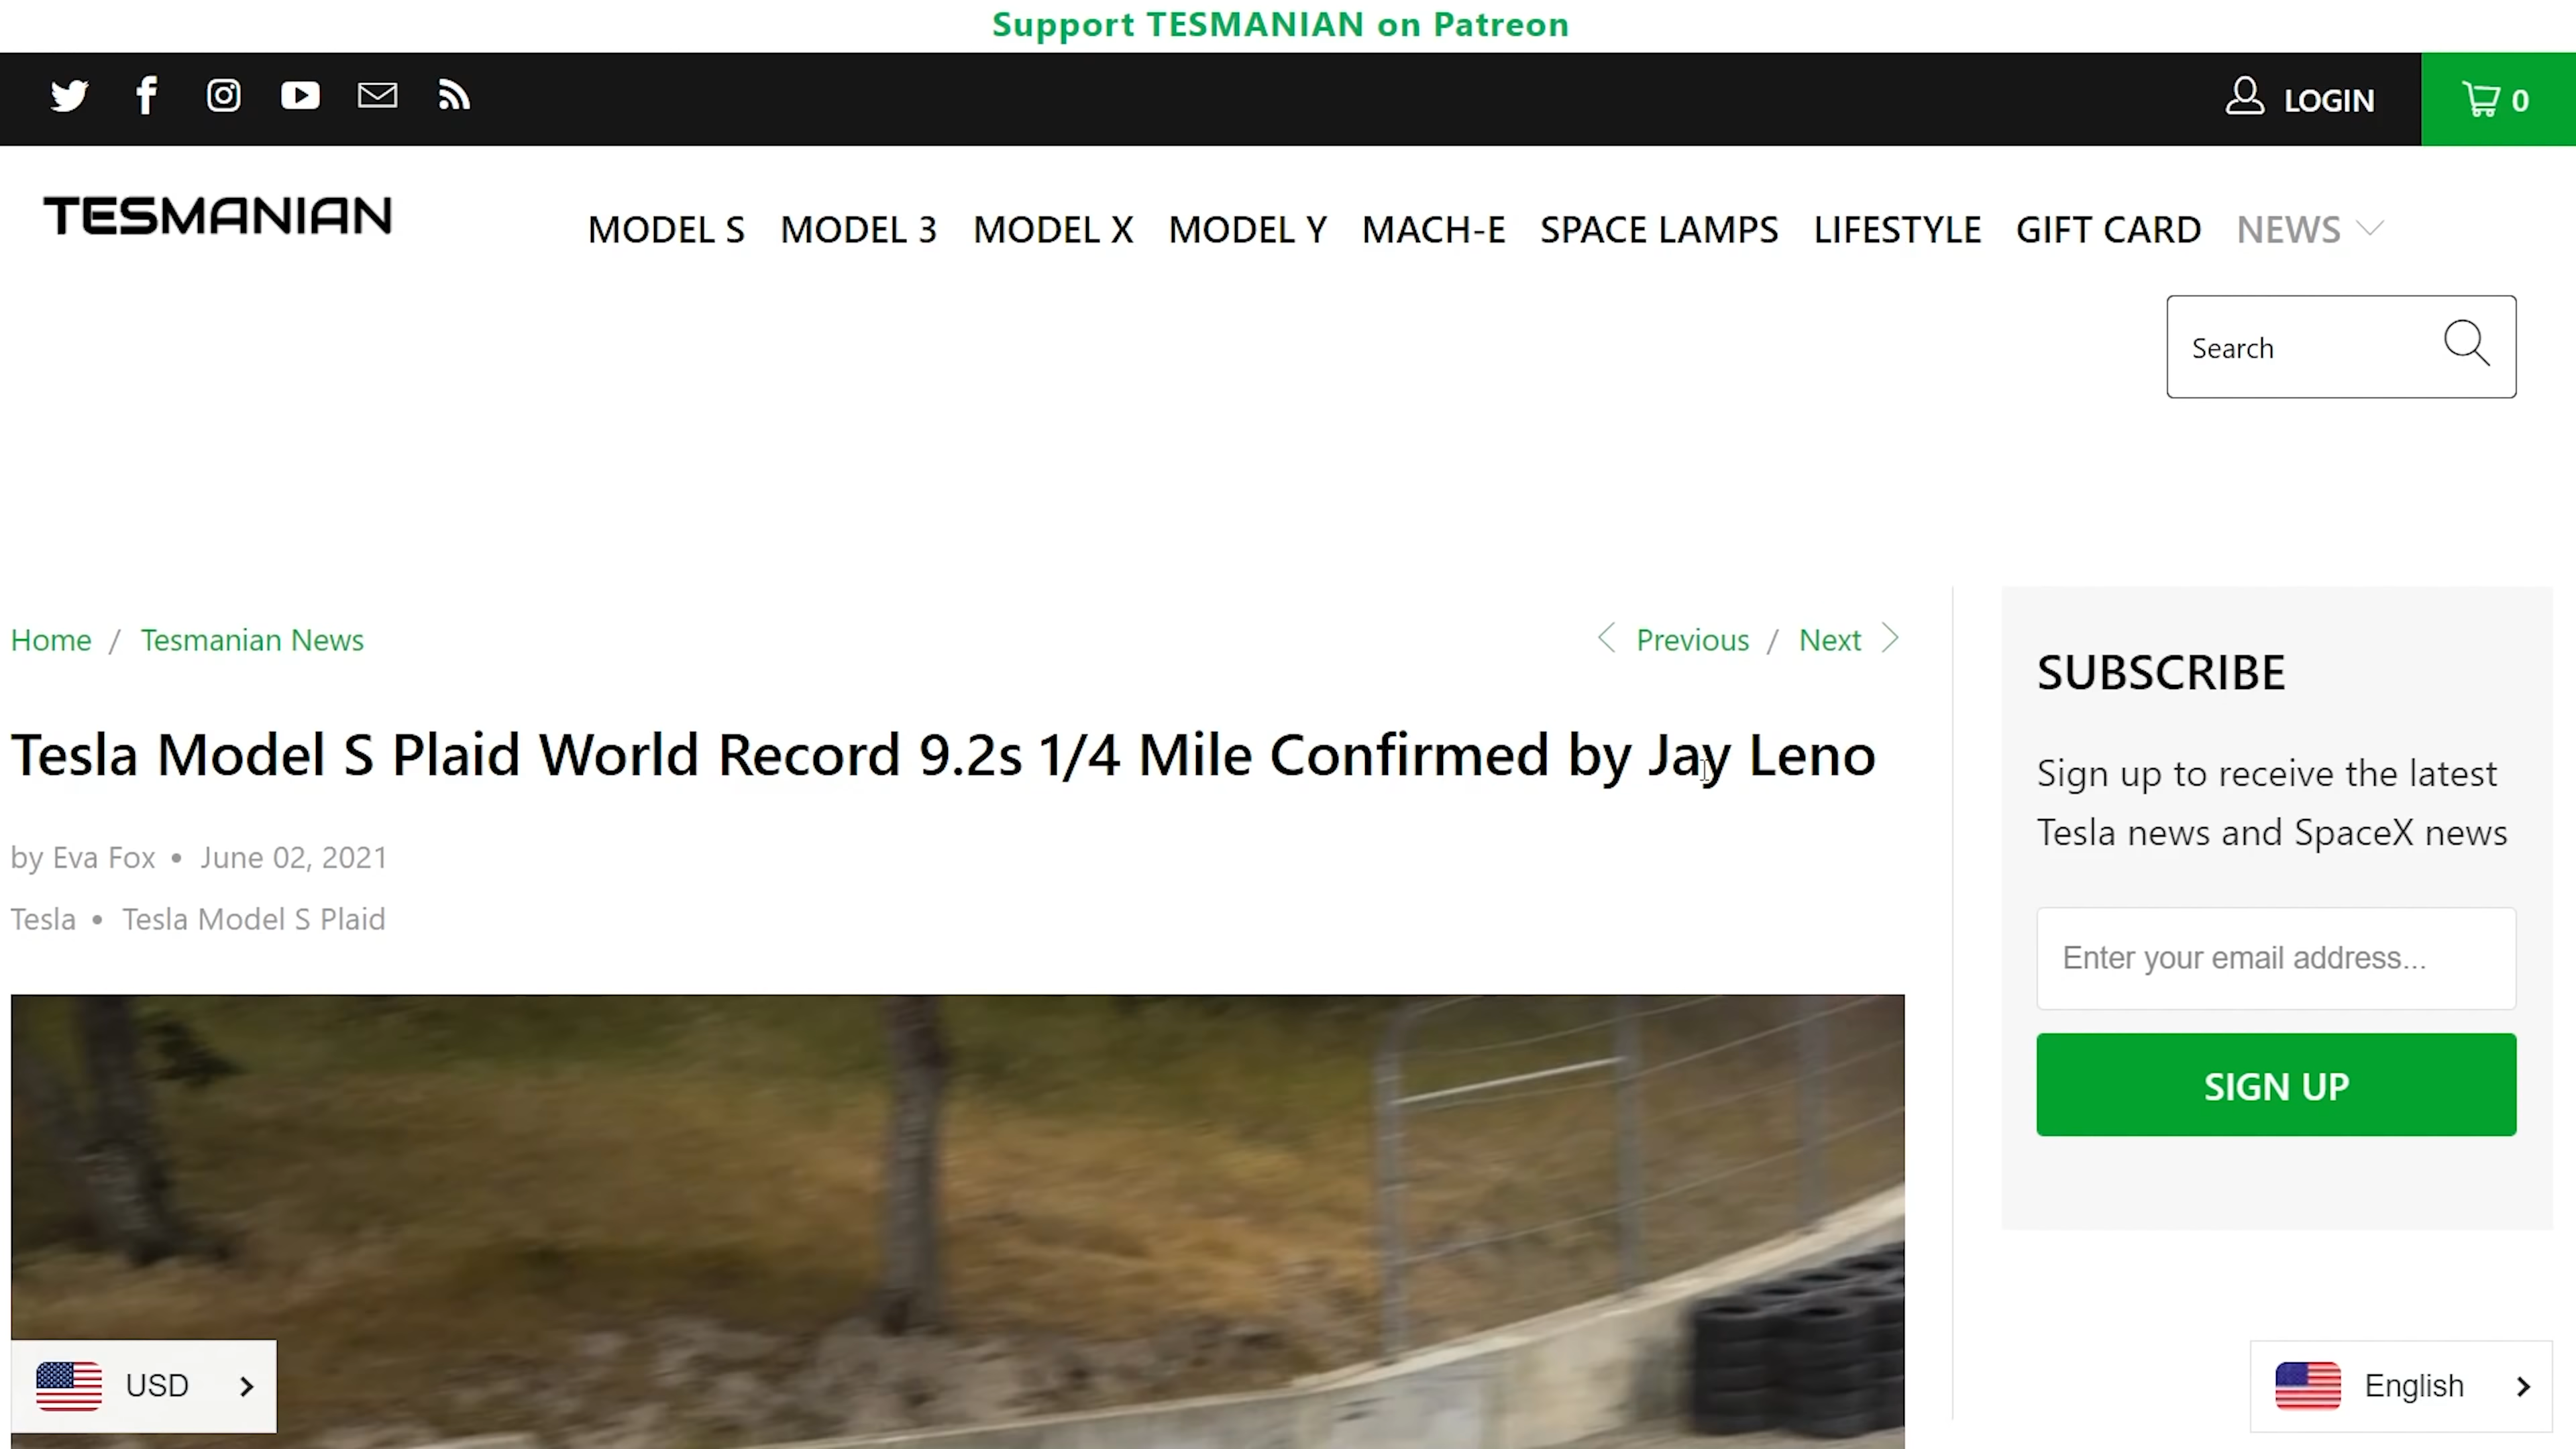 Support TESMANIAN on Patreon
LOGIN
0
TESMANIAN
MODEL S MODEL 3 MODEL X MODEL Y MACH-E SPACE LAMPS LIFESTYLE GIFT CARD NEWS
Search
Home / Tesmanian News
Previous / Next
Tesla Model S Plaid World Record 9.2s 1/4 Mile Confirmed by Jay Leno
by Eva Fox • June 02, 2021
Tesla • Tesla Model S Plaid
SUBSCRIBE
Sign up to receive the latest
Tesla news and SpaceX news
Enter your email address...
SIGN UP
USD
English